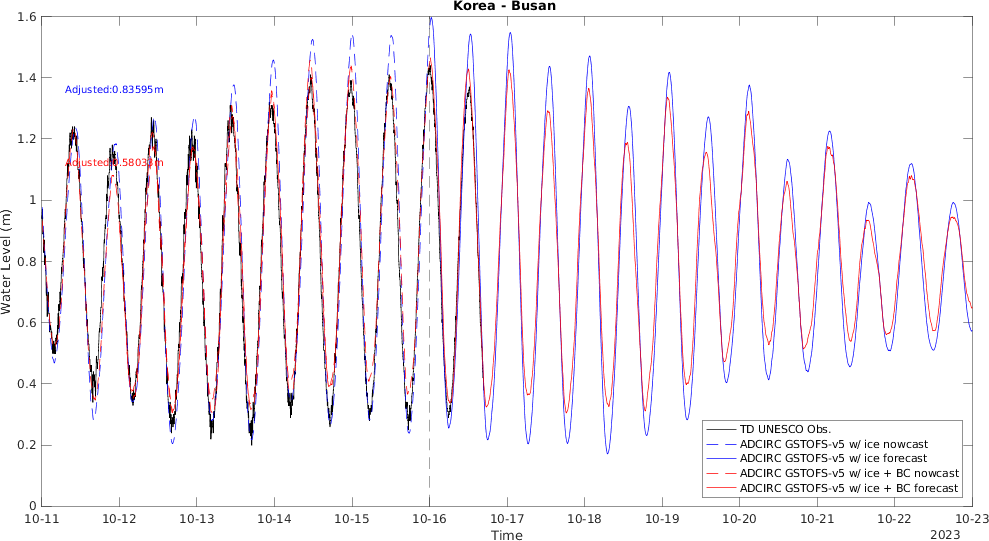 Korea - Busan
1.6
1.4
1.2
1
0.8
0.6
0.4
0.2
0
Water Level (m)
Adjusted:0.83595m
Adjusted:0.58033m
TD UNESCO Obs.
ADCIRC GSTOFS-v5 w/ ice nowcast
ADCIRC GSTOFS-v5 w/ ice forecast
ADCIRC GSTOFS-v5 w/ ice + BC nowcast
ADCIRC GSTOFS-v5 w/ ice + BC forecast
10-11 10-12 10-13 10-14 10-15 10-16 10-17 10-18 10-19 10-20 10-21 10-22 10-23
Time
2023